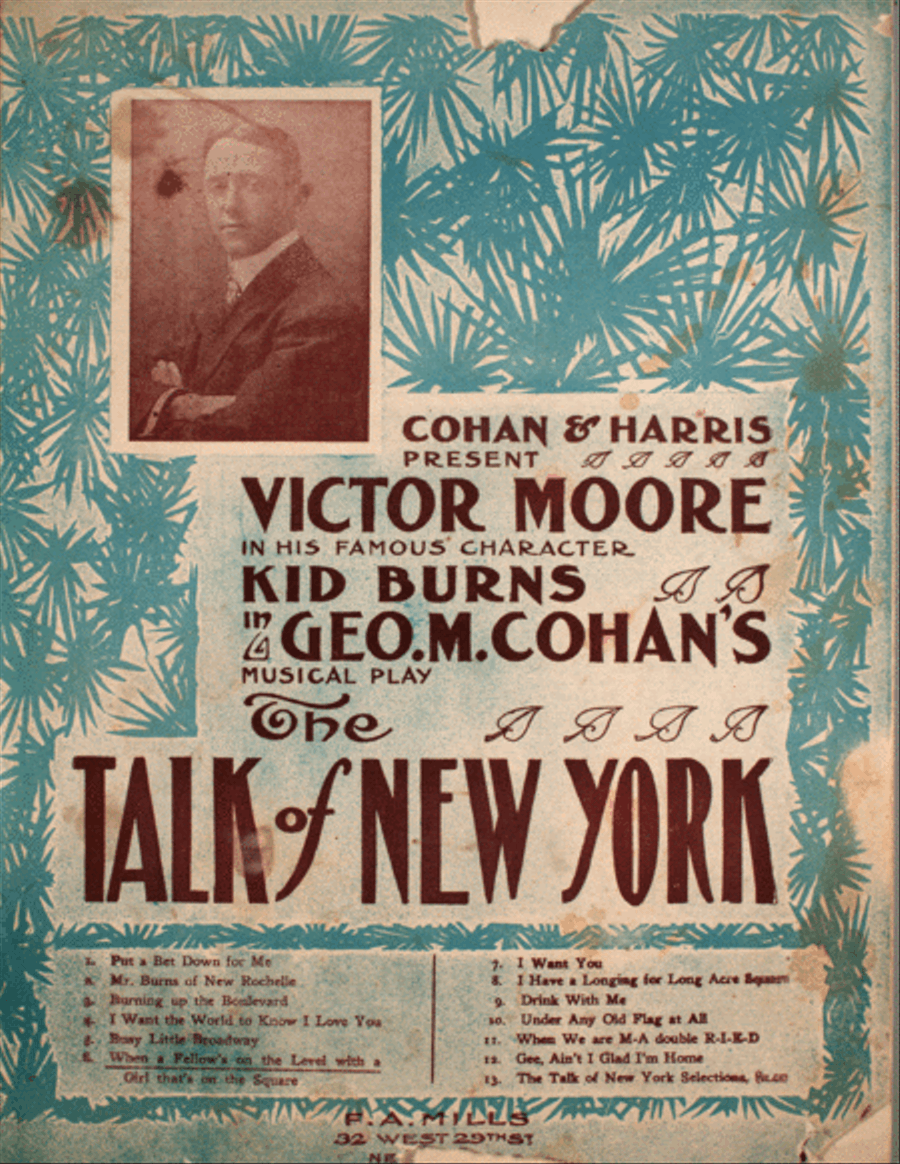 COHAN & HARRIS
PRESENT
VICTOR MOORE
IN HIS FAMOUS CHARACTER
KID BURNS
in
GEO. M. COHAN'S
MUSICAL PLAY
The
TALK of NEW YORK
1. Put a Bet Down for Me
2. Mr. Burns of New Rochelle
3. Burning up the Boulevard
4. I Want the World to Know I Love You
5. Busy Little Broadway
6. When a Fellow's on the Level with a
Girl that's on the Square
7. I Want You
8. I Have a Longing for Long Acre Square
9. Drink With Me
10. Under Any Old Flag at All
11. When We are M-A double R-I-E-D
12. Gee, Ain't I Glad I'm Home
13. The Talk of New York Selections,
F. A. MILLS
32 WEST 29TH ST
NE